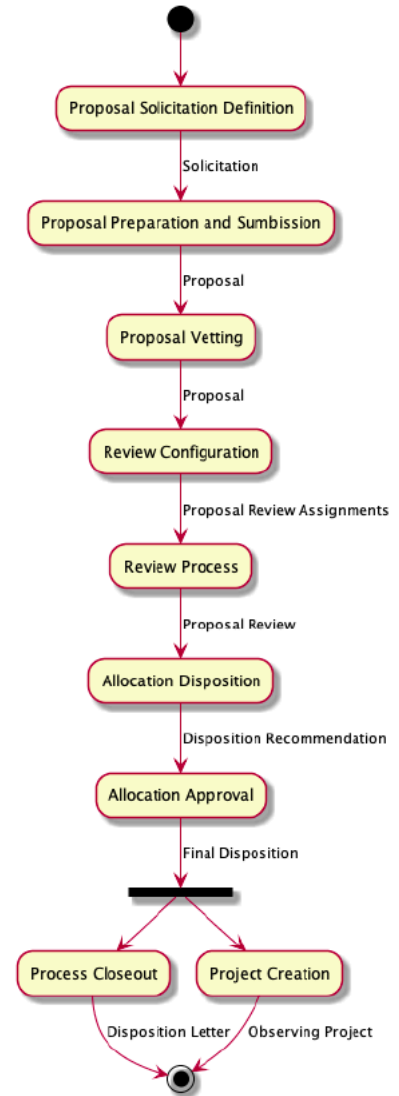 Proposal Solicitation Definition
Solicitation
Proposal Preparation and Sumbission
Proposal
Proposal Vetting
Proposal
Review Configuration
Proposal Review Assignments
Review Process
Proposal Review
Allocation Disposition
Disposition Recommendation
Allocation Approval
Final Disposition
Process Closeout
Project Creation
Disposition Letter
Observing Project